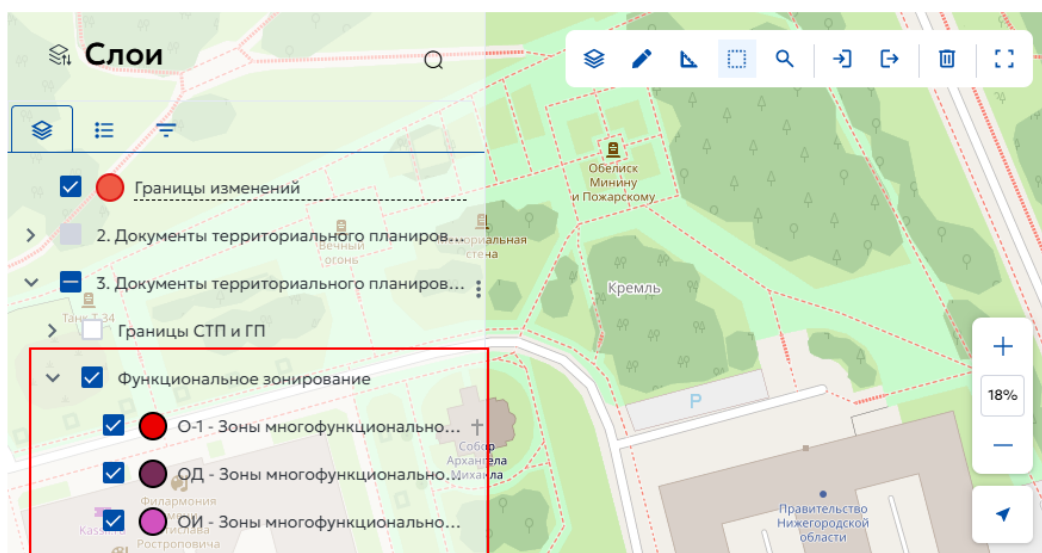 Слои
Границы изменений
2. Документы территориального планиров...
3. Документы территориального планиров...
Границы СТП и ГП
Функциональное зонирование
О-1 - Зоны многофункционально...
ОД - Зоны многофункционально...
ОИ - Зоны многофункционально...
Обелиск
Минину
и Пожарскому
Вечный
огонь
стена
Танк Т-34
Кремль
P
Собор
Архангела
Михаила
Филармония
Ростроповича
Правительство
Нижегородской
области
18%